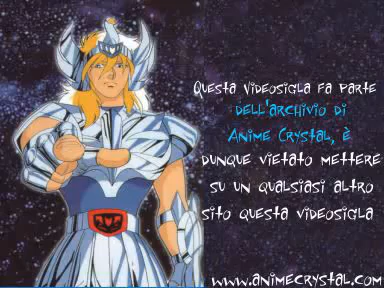 Questa videosigla fa parte
dell'archivio di
Anime Crystal, è
dunque vietato mettere
su un qualsiasi altro
sito questa videosigla
www.animecrystal.com